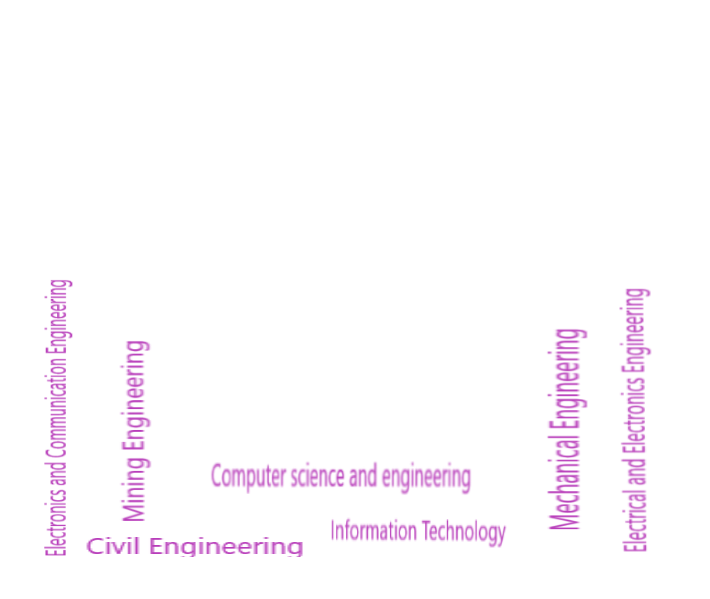 Electronics and Communication Engineering
Mining Engineering
Computer science and engineering
Mechanical Engineering
Electrical and Electronics Engineering
Information Technology
Civil Engineering